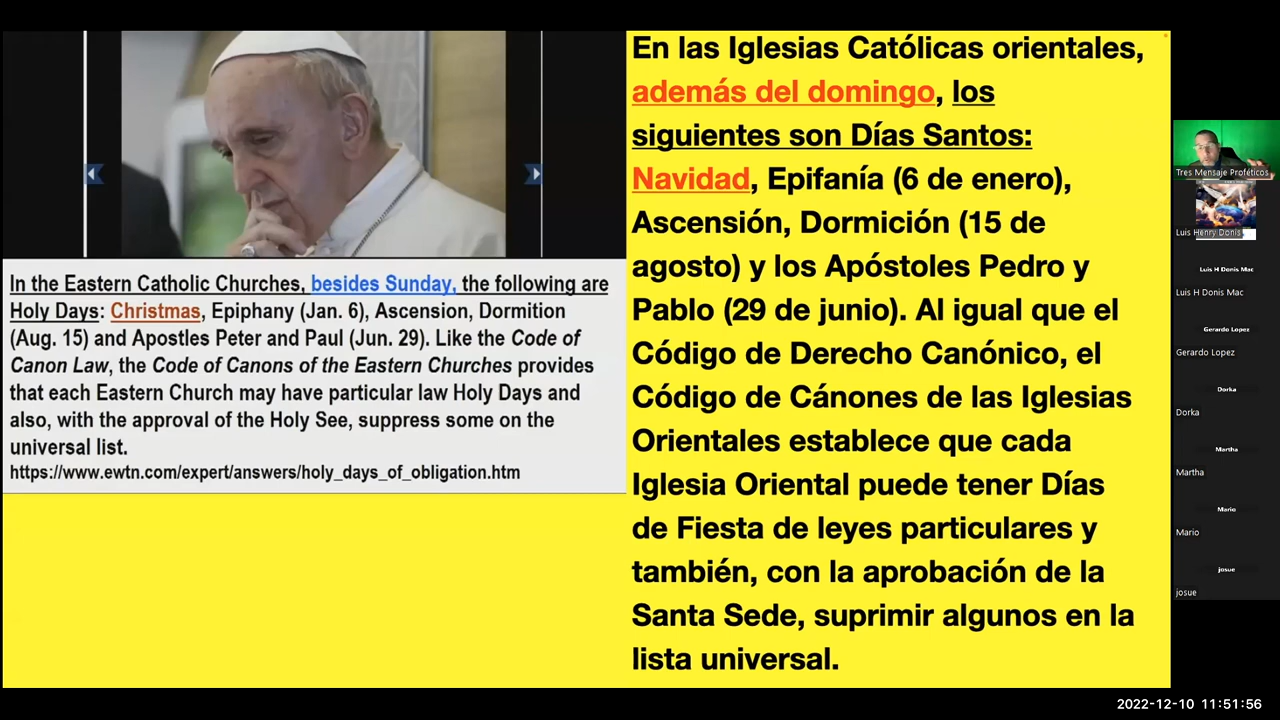 In the Eastern Catholic Churches, besides Sunday, the following are
Holy Days: Christmas, Epiphany (Jan. 6), Ascension, Dormition
(Aug. 15) and Apostles Peter and Paul (Jun. 29). Like the Code of
Canon Law, the Code of Canons of the Eastern Churches provides
that each Eastern Church may have particular law Holy Days and
also, with the approval of the Holy See, suppress some on the
universal list.
https://www.ewtn.com/expert/answers/holy_days_of_obligation.htm
En las Iglesias Católicas orientales,
además del domingo, los
siguientes son Días Santos:
Navidad, Epifanía (6 de enero),
Ascensión, Dormición (15 de
agosto) y los Apóstoles Pedro y
Pablo (29 de junio). Al igual que el
Código de Derecho Canónico, el
Código de Cánones de las Iglesias
Orientales establece que cada
Iglesia Oriental puede tener Días
de Fiesta de leyes particulares y
también, con la aprobación de la
Santa Sede, suprimir algunos en la
lista universal.
Tres Mensaje Proféticos
Luis Henry Donis
Luis H Donis Mac
Luis H Donis Mac
Gerardo Lopez
Gerardo Lopez
Dorka
Dorka
Martha
Martha
Mario
Mario
josue
josue
2022-12-10 11:51:56